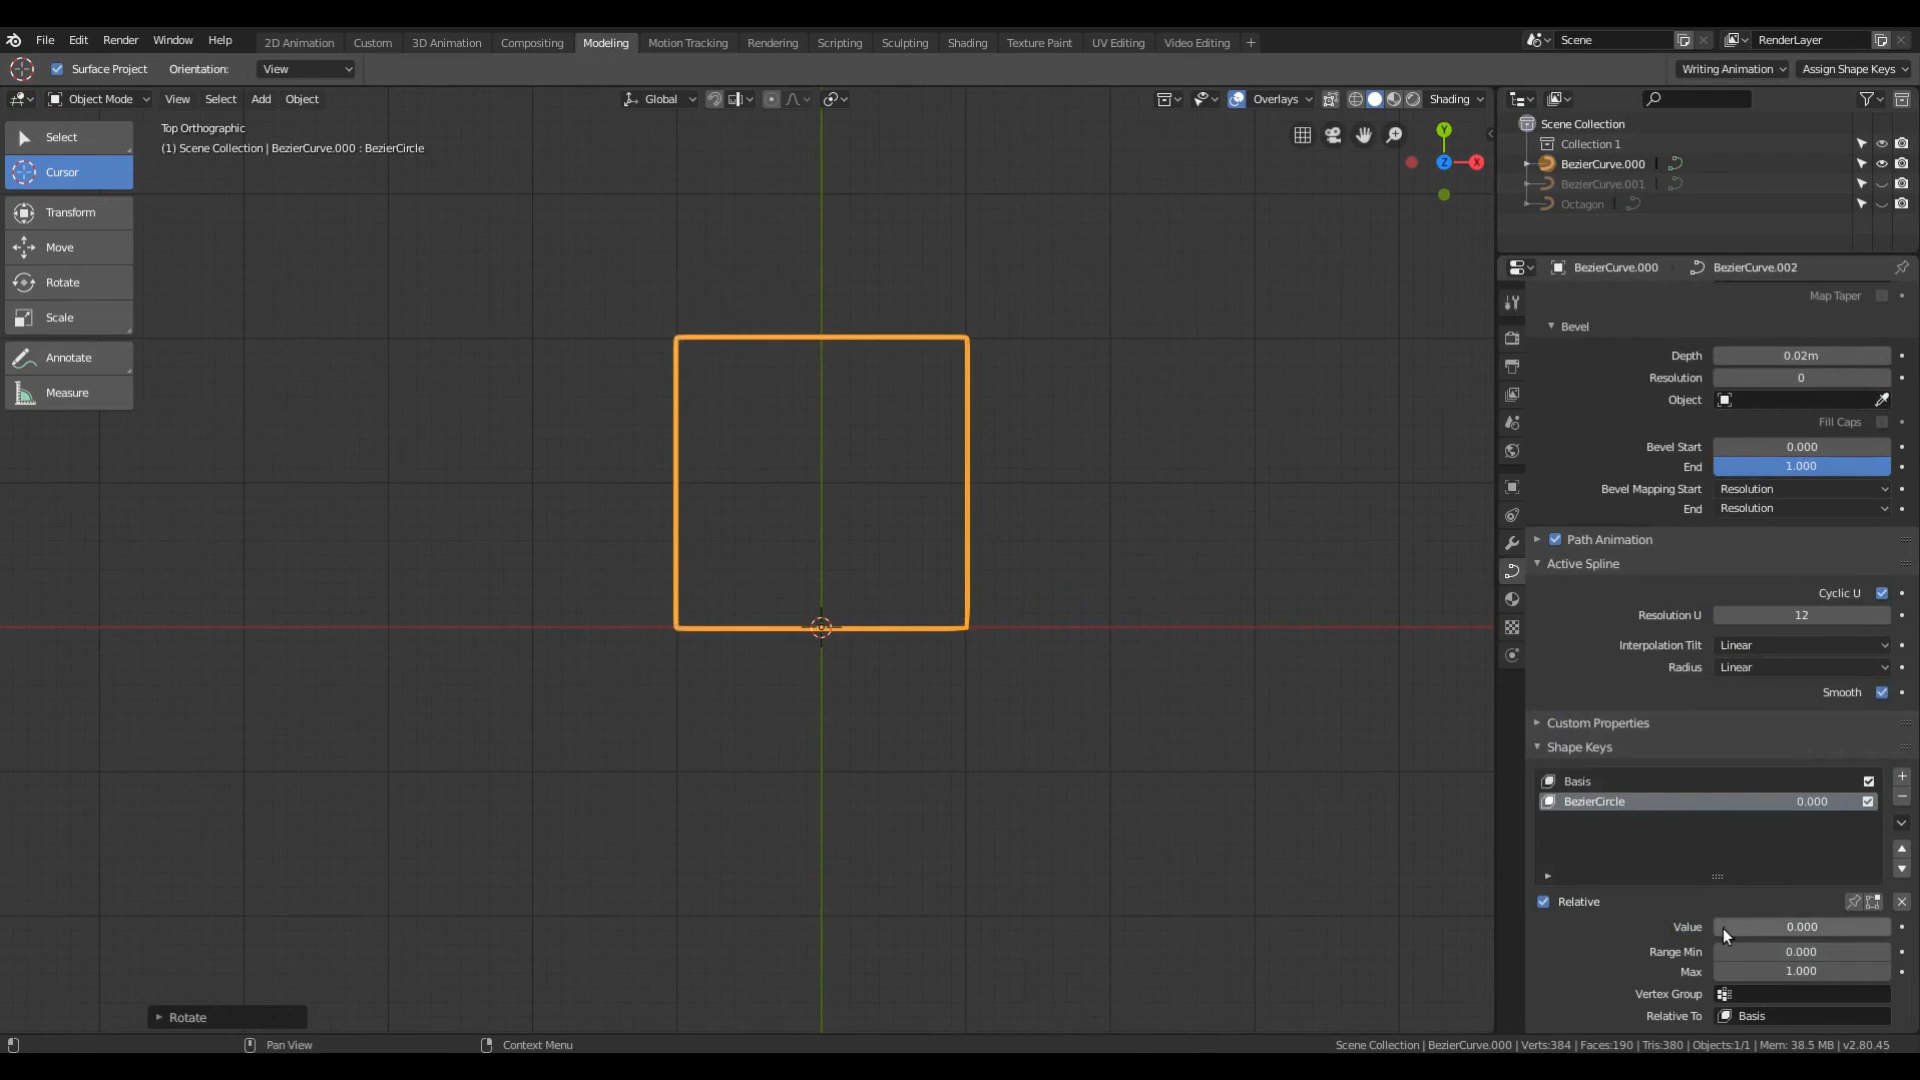 File Edit Render Window Help 2D Animation Custom 3D Animation Compositing Modeling Motion Tracking Rendering Scripting Sculpting Shading Texture Paint UV Editing Video Editing + Scene RenderLayer
Surface Project Orientation: View Writing Animation Assign Shape Keys
Object Mode View Select Add Object Global Overlays Shading
Select
Cursor
Transform
Move
Rotate
Scale
Annotate
Measure
Top Orthographic
(1) Scene Collection | BezierCurve.000 : BezierCircle
Y
Z X
Rotate
Scene Collection
Collection 1
BezierCurve.000
BezierCurve.001
Octagon
BezierCurve.000 BezierCurve.002
Map Taper
Bevel
Depth 0.02m
Resolution 0
Object
Fill Caps
Bevel Start 0.000
End 1.000
Bevel Mapping Start Resolution
End Resolution
Path Animation
Active Spline
Cyclic U
Resolution U 12
Interpolation Tilt Linear
Radius Linear
Smooth
Custom Properties
Shape Keys
Basis
BezierCircle 0.000
Relative
Value 0.000
Range Min 0.000
Max 1.000
Vertex Group
Relative To Basis
Pan View Context Menu Scene Collection | BezierCurve.000 | Verts:384 | Faces:190 | Tris:380 | Objects:1/1 | Mem: 38.5 MB | v2.80.45